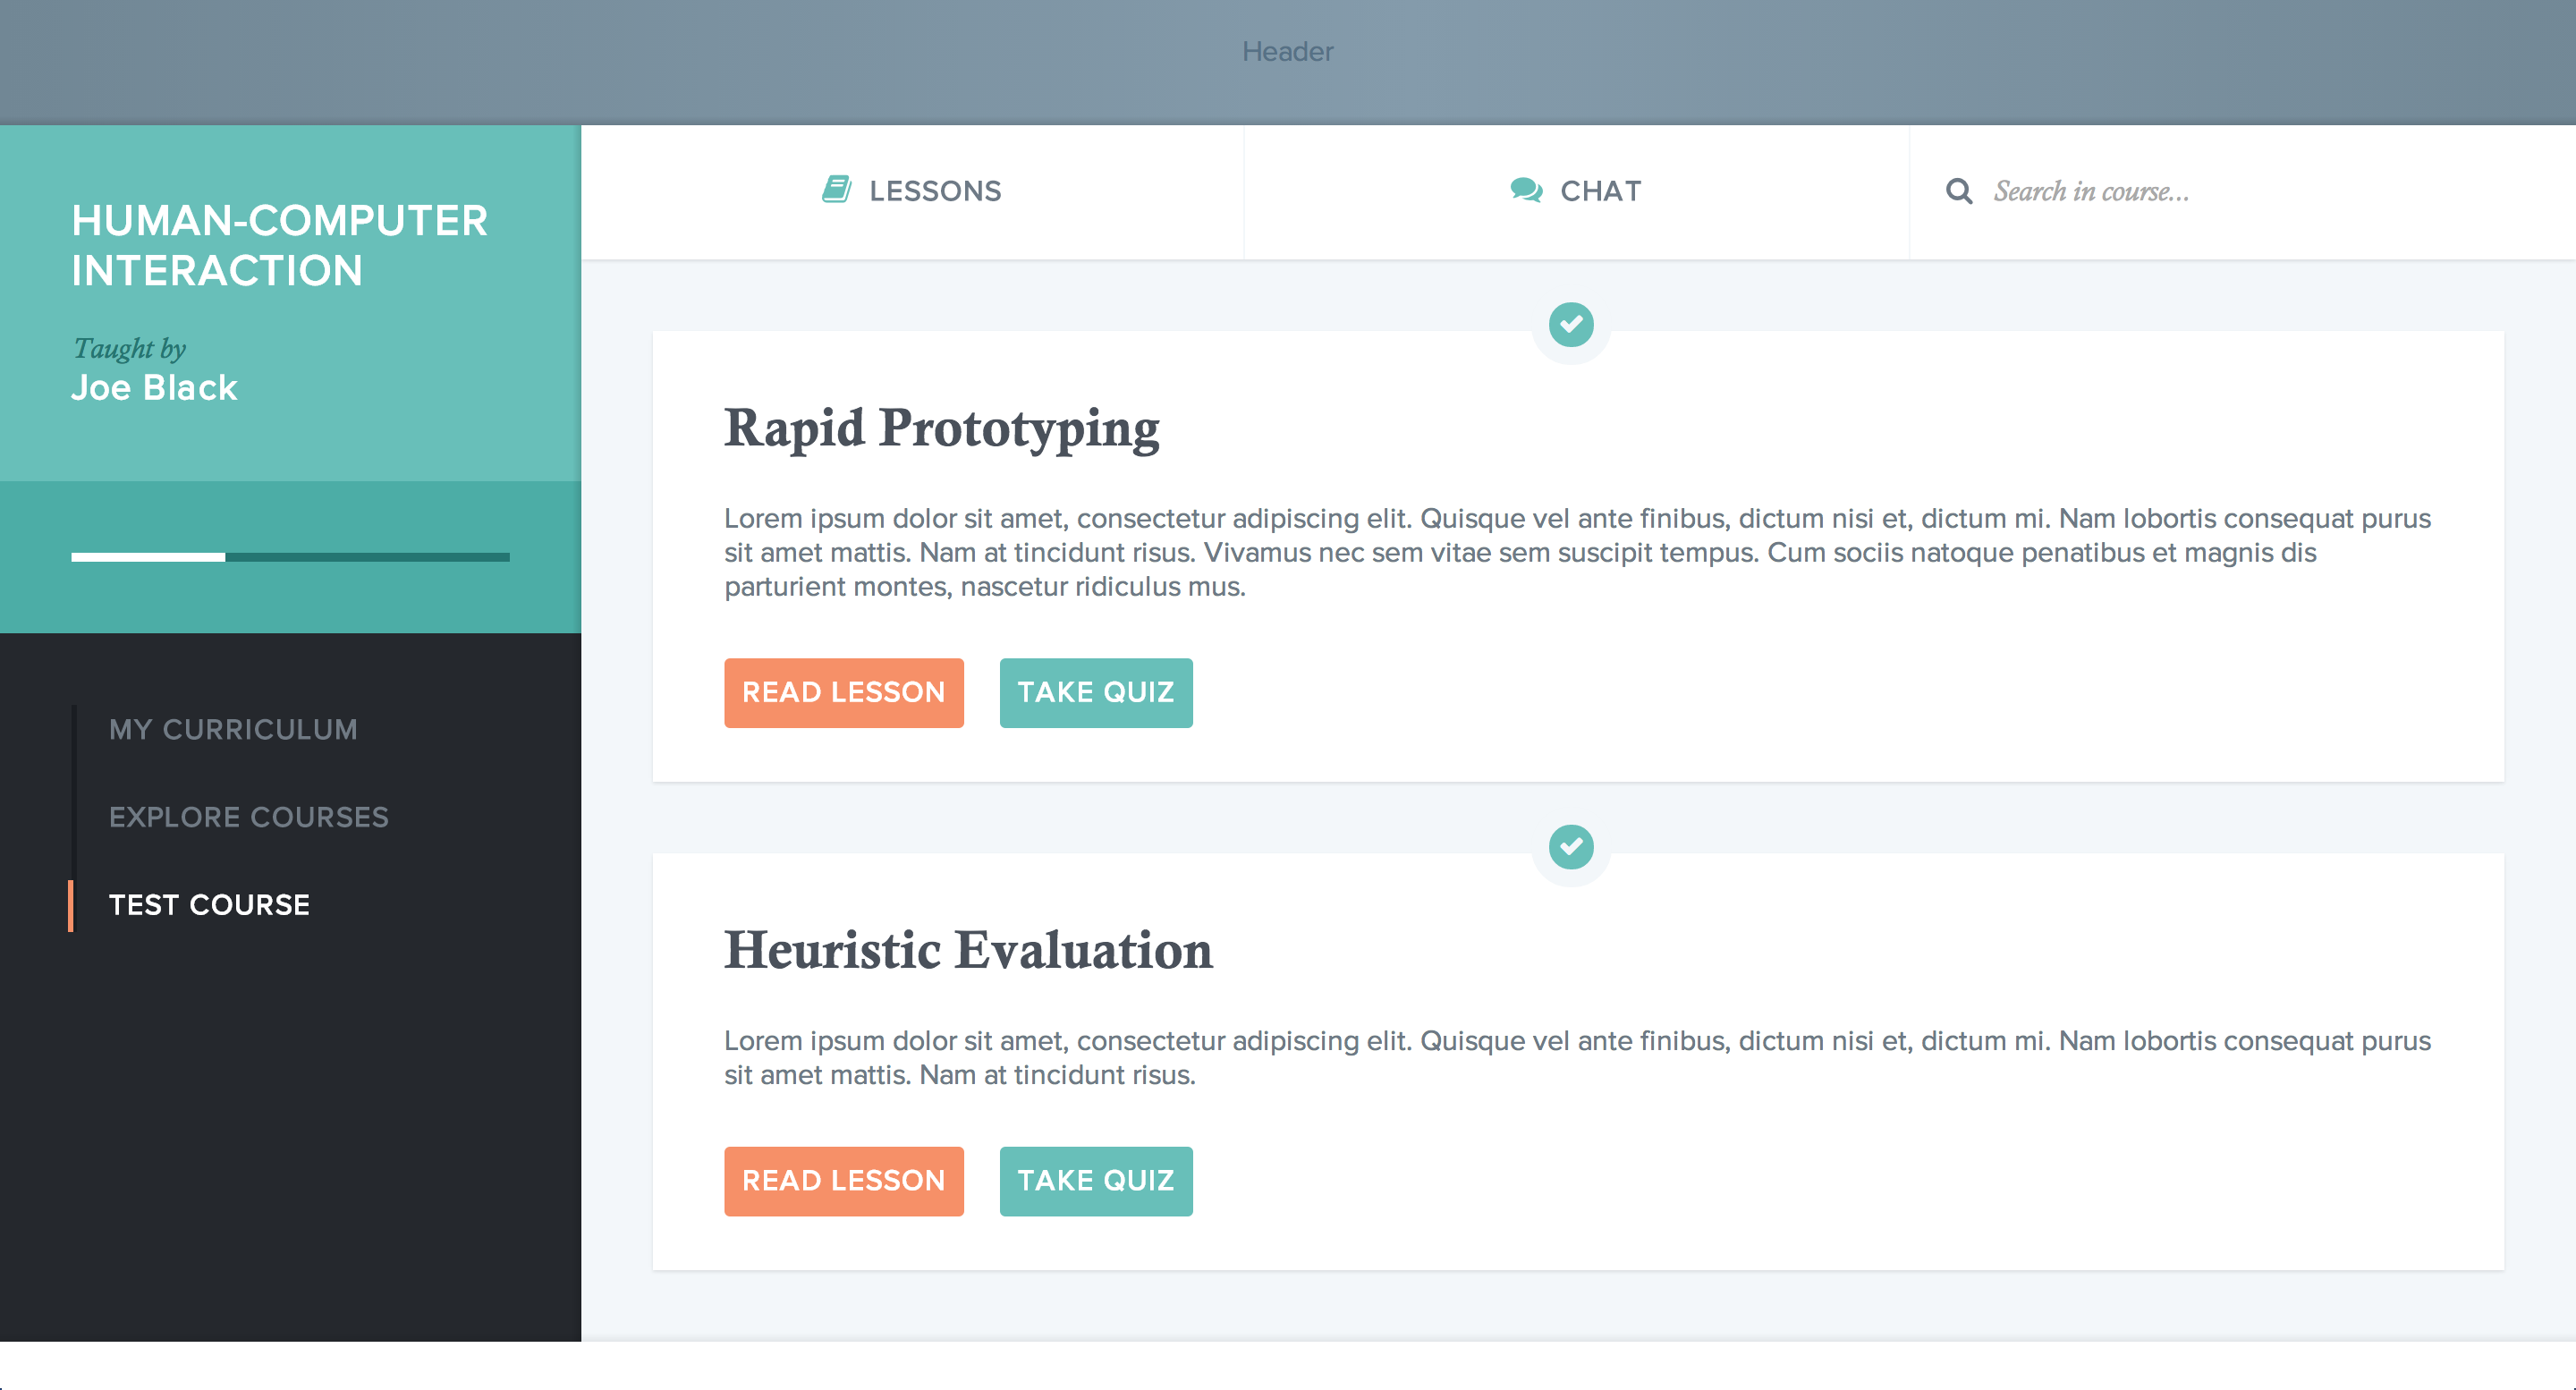 Header
HUMAN-COMPUTER
INTERACTION
Taught by
Joe Black
MY CURRICULUM
EXPLORE COURSES
TEST COURSE
LESSONS
CHAT
Search in course...
Rapid Prototyping
Lorem ipsum dolor sit amet, consectetur adipiscing elit. Quisque vel ante finibus, dictum nisi et, dictum mi. Nam lobortis consequat purus
sit amet mattis. Nam at tincidunt risus. Vivamus nec sem vitae sem suscipit tempus. Cum sociis natoque penatibus et magnis dis
parturient montes, nascetur ridiculus mus.
READ LESSON
TAKE QUIZ
Heuristic Evaluation
Lorem ipsum dolor sit amet, consectetur adipiscing elit. Quisque vel ante finibus, dictum nisi et, dictum mi. Nam lobortis consequat purus
sit amet mattis. Nam at tincidunt risus.
READ LESSON
TAKE QUIZ